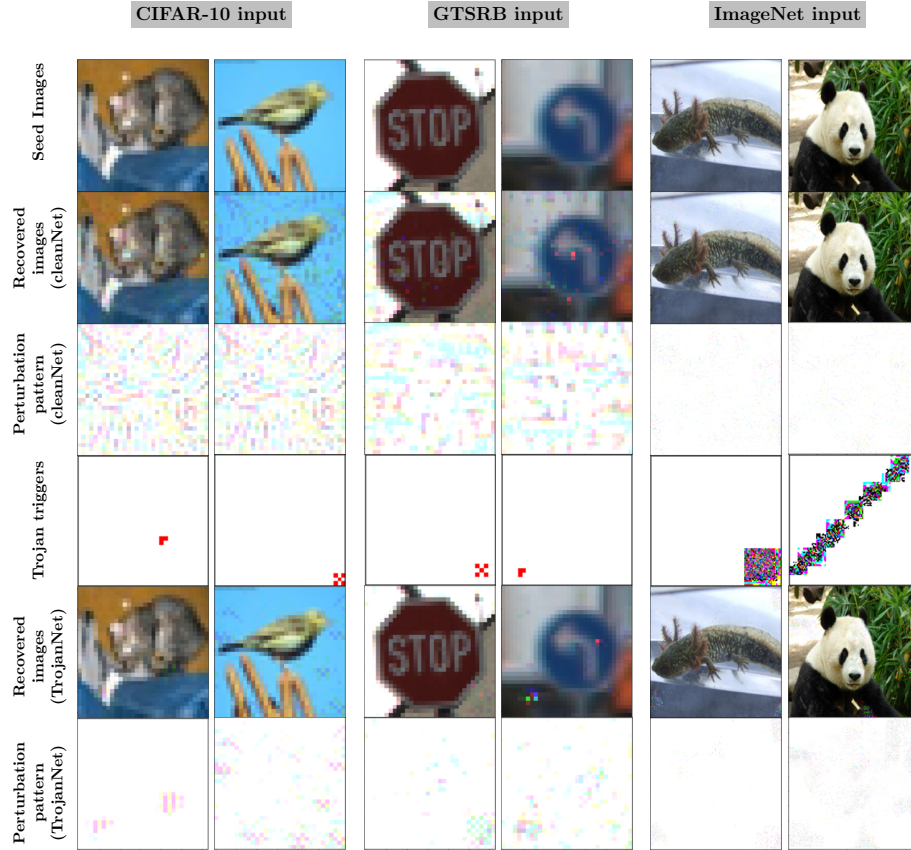 CIFAR-10 input
GTSRB input
ImageNet input
Seed Images
STOP
Recovered
images
(cleanNet)
STOP
Perturbation
pattern
(cleanNet)
Trojan triggers
Recovered
images
(TrojanNet)
STOP
Perturbation
pattern
(TrojanNet)